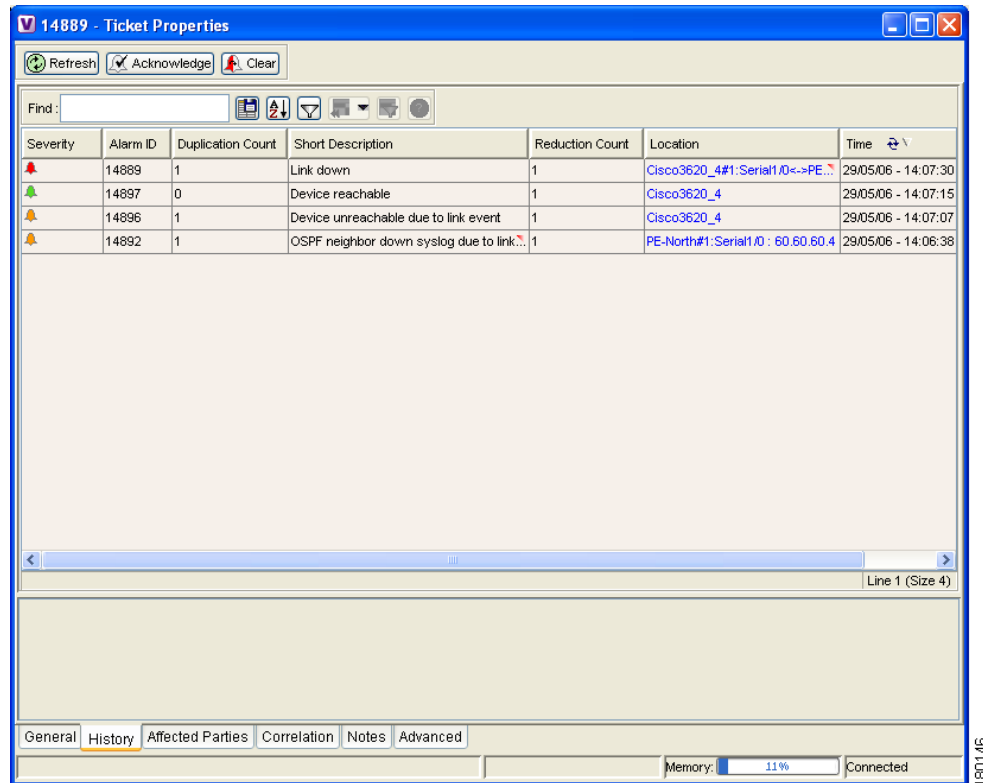 14889 - Ticket Properties
Refresh Acknowledge Clear
Find :
Severity Alarm ID Duplication Count Short Description Reduction Count Location Time
14889 1 Link down 1 Cisco3620_4#1:Serial1/0<->PE... 29/05/06 - 14:07:30
14897 0 Device reachable 1 Cisco3620_4 29/05/06 - 14:07:15
14896 1 Device unreachable due to link event 1 Cisco3620_4 29/05/06 - 14:07:07
14892 1 OSPF neighbor down syslog due to link... 1 PE-North#1:Serial1/0 : 60.60.60.4 29/05/06 - 14:06:38
Line 1 (Size 4)
General History Affected Parties Correlation Notes Advanced
Memory: 11% Connected
180146